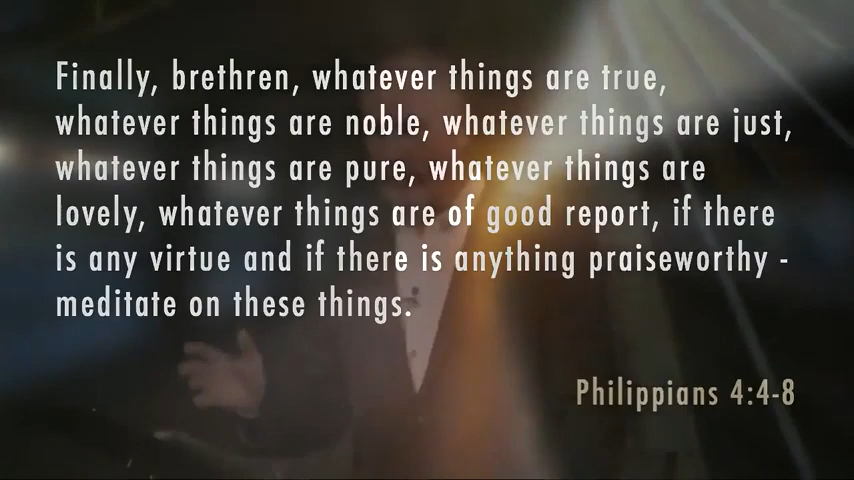 Finally, brethren, whatever things are true,
whatever things are noble, whatever things are just,
whatever things are pure, whatever things are
lovely, whatever things are of good report, if there
is any virtue and if there is anything praiseworthy -
meditate on these things.
Philippians 4:4-8